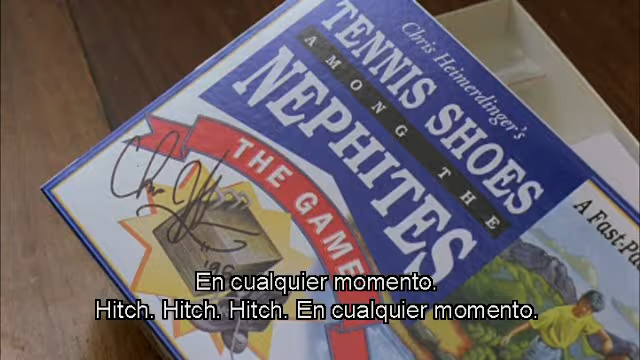 Chris Heimerdinger's
TENNIS SHOES
AMONG THE
NEPHITES
THE GAME
'96
A Fast-Pa
En cualquier momento.
Hitch. Hitch. Hitch. En cualquier momento.